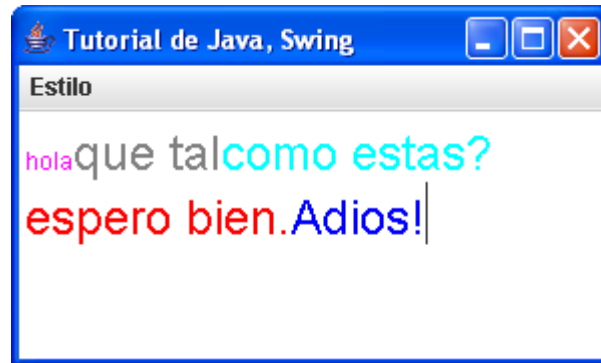 Tutorial de Java, Swing
Estilo
holaque talcomo estas?
espero bien.Adios!